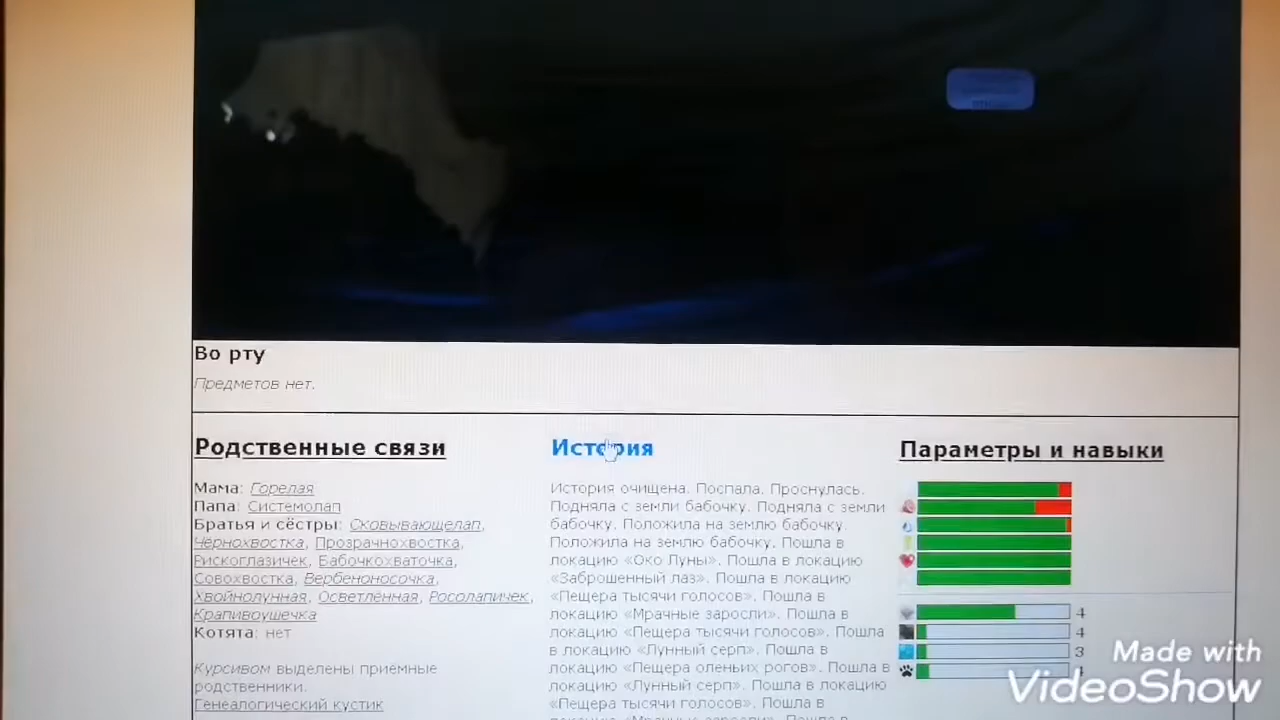 Во рту
Предметов нет.
Родственные связи
Мама: Горелая
Папа: Системолап
Братья и сёстры: Сковывающелап,
Чернохвостка, Прозрачнохвостка,
Рискоглазичек, Бабочкохваточка,
Совохвостка, Вербеноносочка,
Хвойнолунная, Осветлённая, Росолапичек,
Крапивоушечка
Котята: нет
Курсивом выделены приёмные
родственники.
Генеалогический кустик
История
История очищена. Поспала. Проснулась.
Подняла с земли бабочку. Подняла с земли
бабочку. Положила на землю бабочку.
Положила на землю бабочку. Пошла в
локацию «Око Луны». Пошла в локацию
«Заброшенный лаз». Пошла в локацию
«Пещера тысячи голосов». Пошла в
локацию «Мрачные заросли». Пошла в
локацию «Пещера тысячи голосов». Пошла
в локацию «Лунный серп». Пошла в
локацию «Пещера оленьих рогов». Пошла в
локацию «Лунный серп». Пошла в локацию
«Пещера тысячи голосов». Пошла в
локацию «Мрачные заросли». Пошла в
Параметры и навыки
4
4
3
Made with
VideoShow